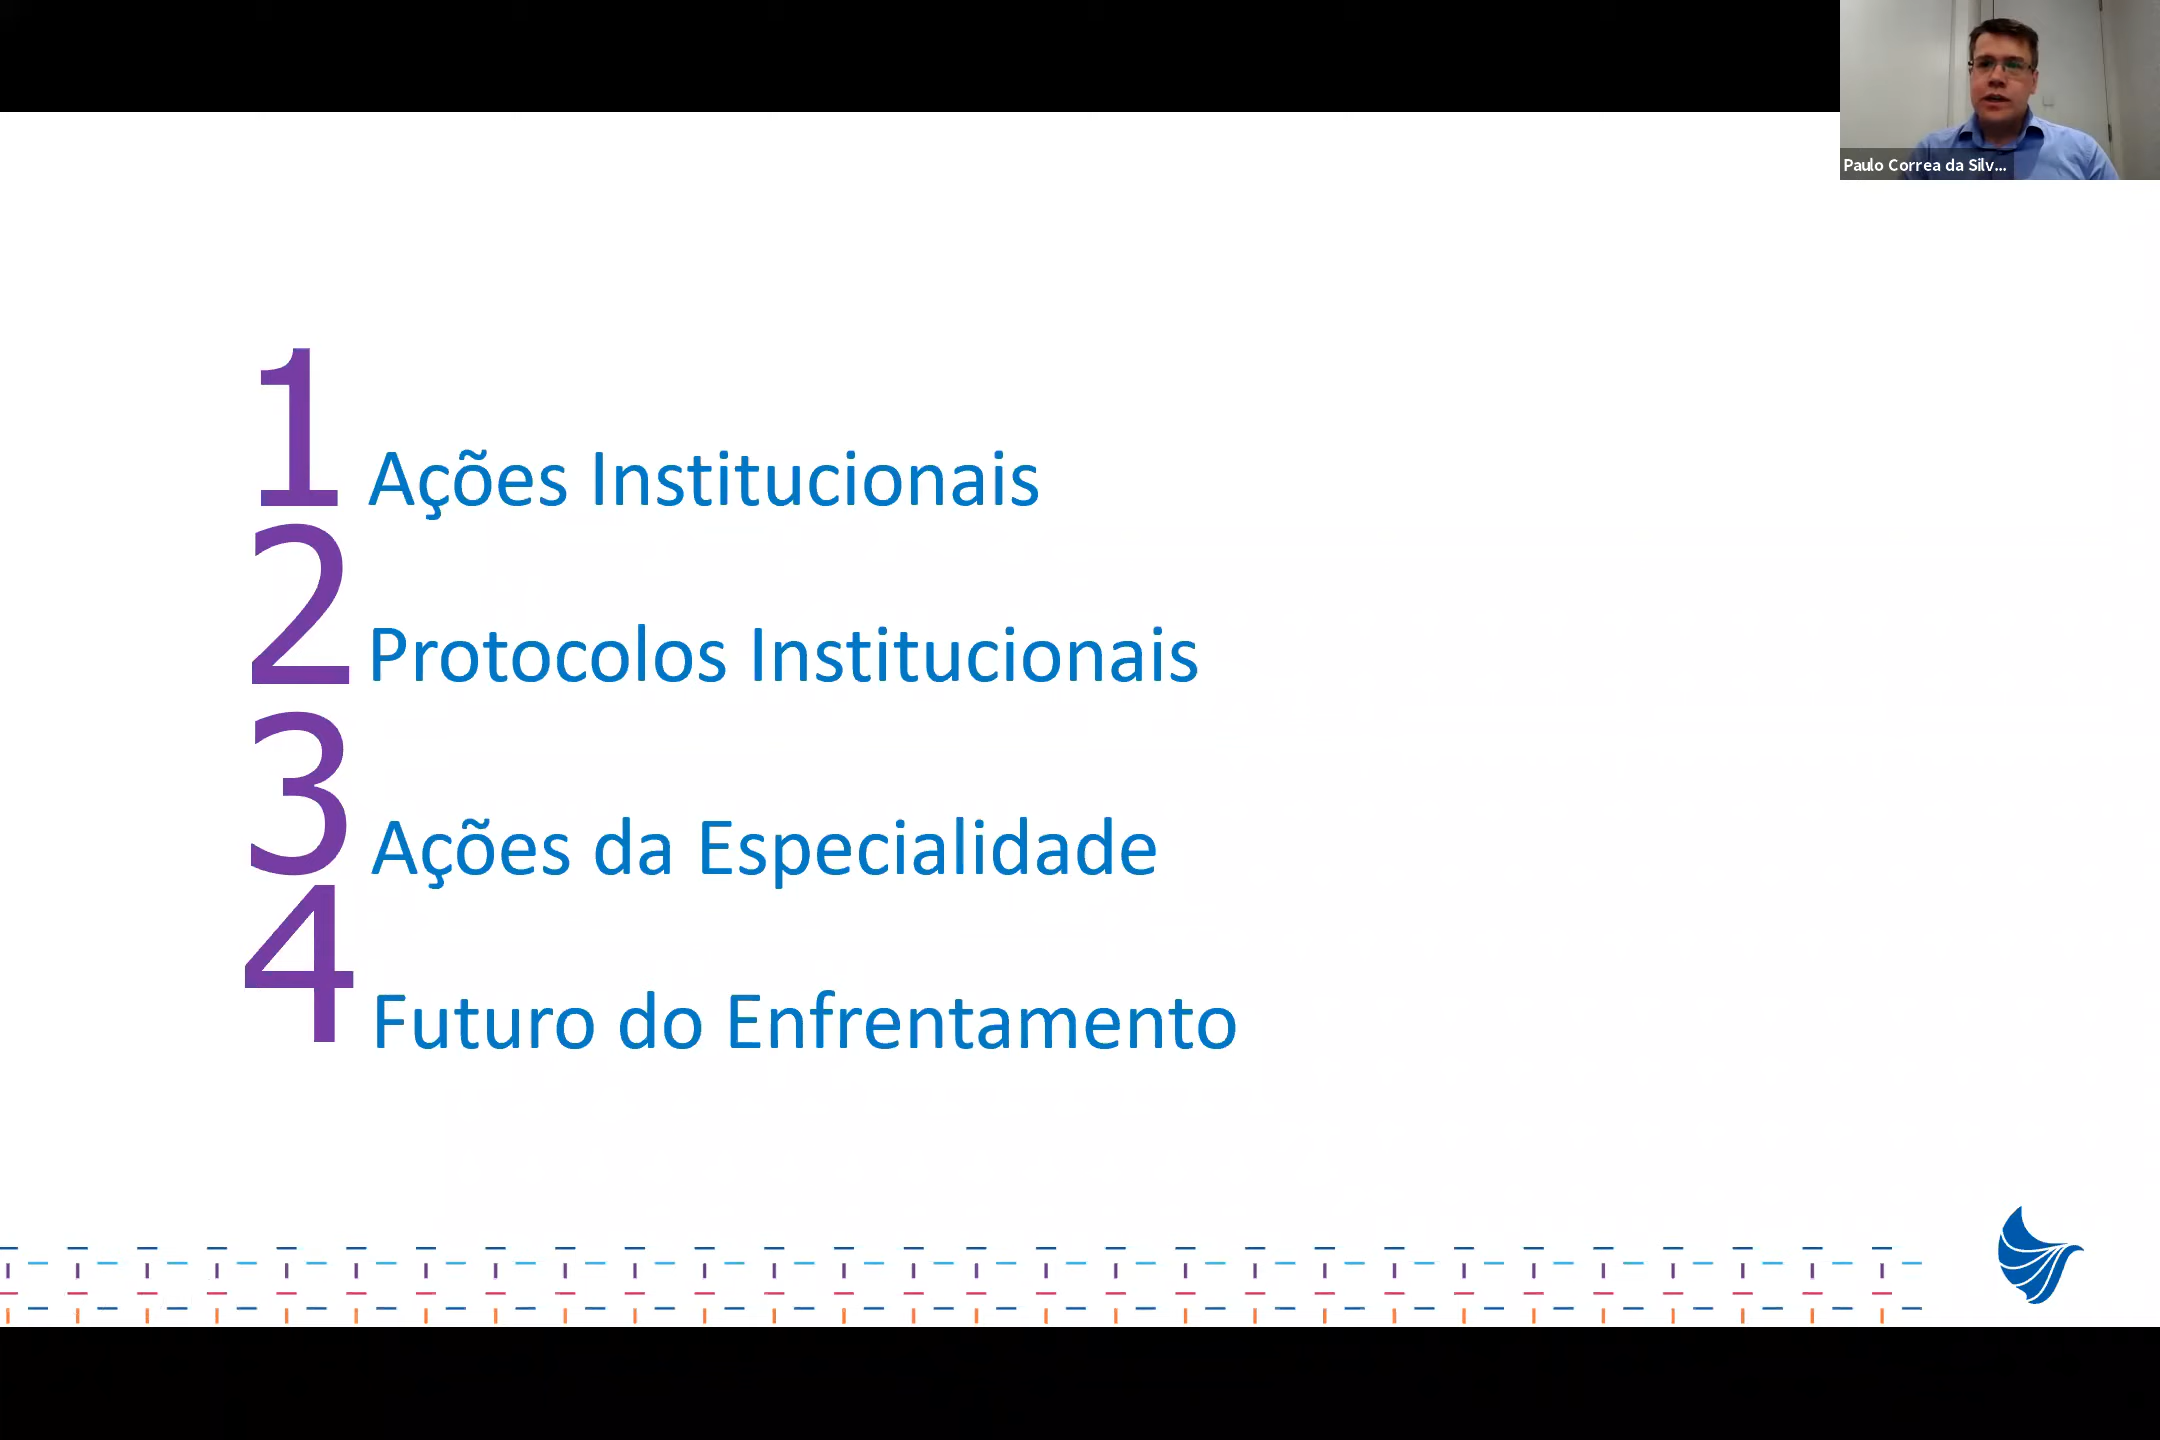 Paulo Correa da Silv...
1 Ações Institucionais
2 Protocolos Institucionais
3 Ações da Especialidade
4 Futuro do Enfrentamento